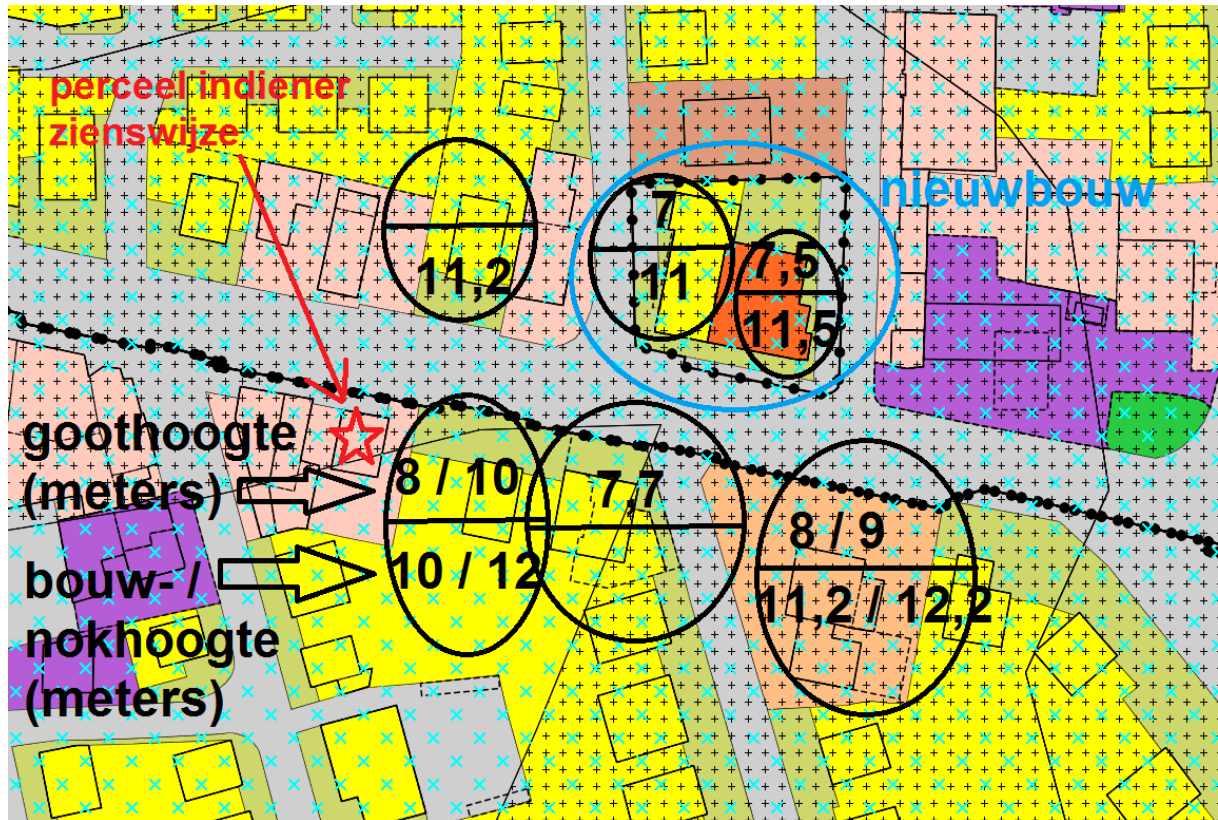 perceel indiener
zienswijze
nieuwbouw
7
11
7,5
11,5
11,2
goothoogte
(meters)
8 / 10
10 / 12
7,7
8 / 9
11,2 / 12,2
bouw- /
nokhoogte
(meters)